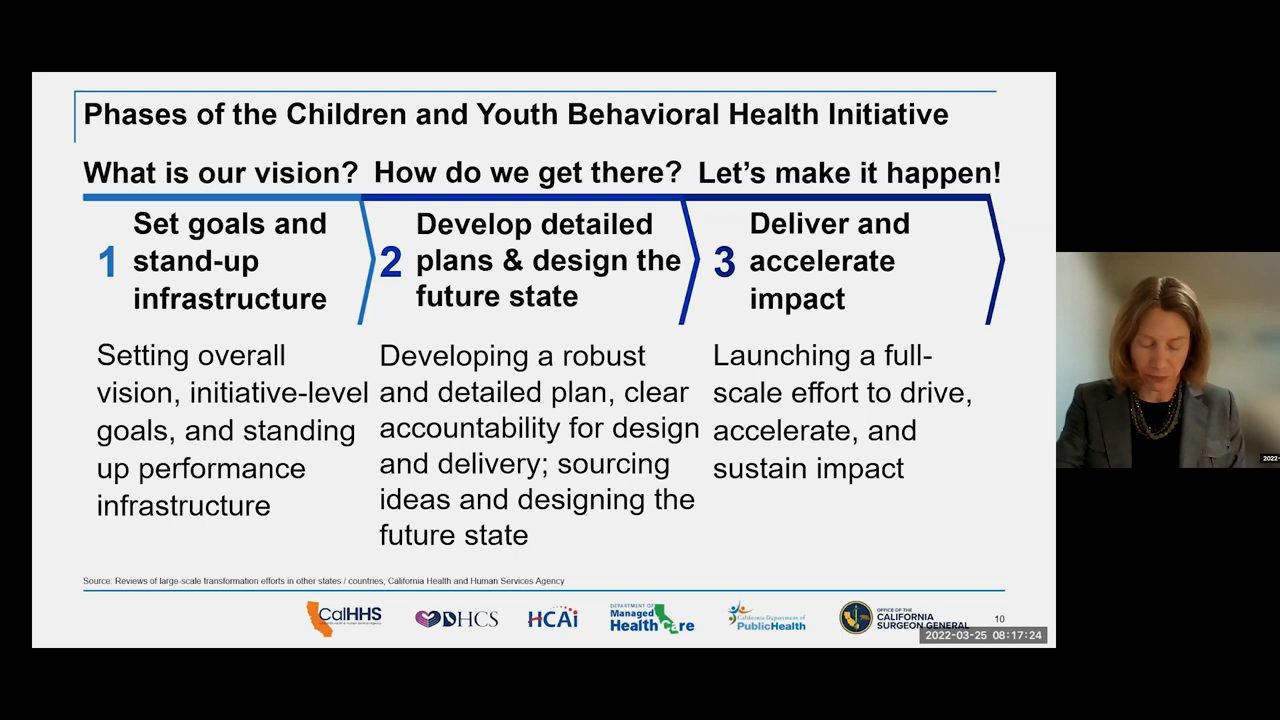 Phases of the Children and Youth Behavioral Health Initiative
What is our vision?
How do we get there?
Let's make it happen!
1
Set goals and
stand-up
infrastructure
2
Develop detailed
plans & design the
future state
3
Deliver and
accelerate
impact
Setting overall
vision, initiative-level
goals, and standing
up performance
infrastructure
Developing a robust
and detailed plan, clear
accountability for design
and delivery; sourcing
ideas and designing the
future state
Launching a full-
scale effort to drive,
accelerate, and
sustain impact
Source: Reviews of large-scale transformation efforts in other states / countries; California Health and Human Services Agency
CalHHS
DHCS
HCAi
DEPARTMENT OF
Managed
Health Care
California Department of
PublicHealth
OFFICE OF THE
CALIFORNIA
SURGEON GENERAL
10
2022-03-25 08:17:24
2022-